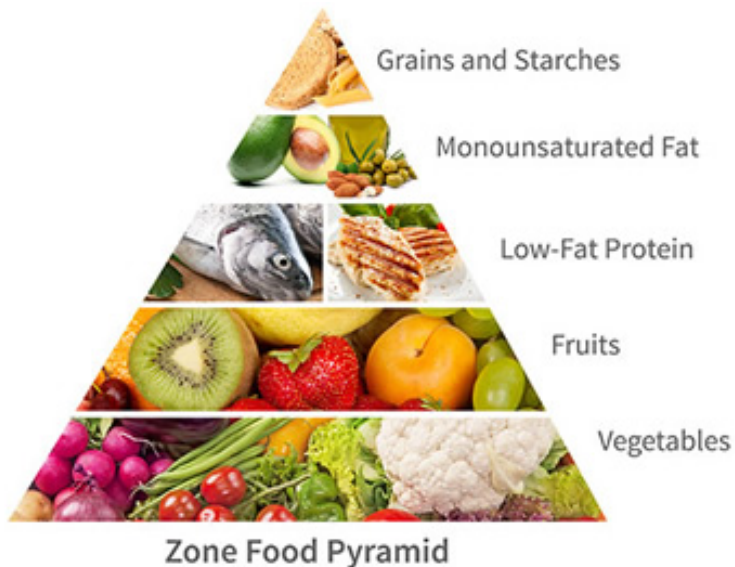 Grains and Starches
Monounsaturated Fat
Low-Fat Protein
Fruits
Vegetables
Zone Food Pyramid